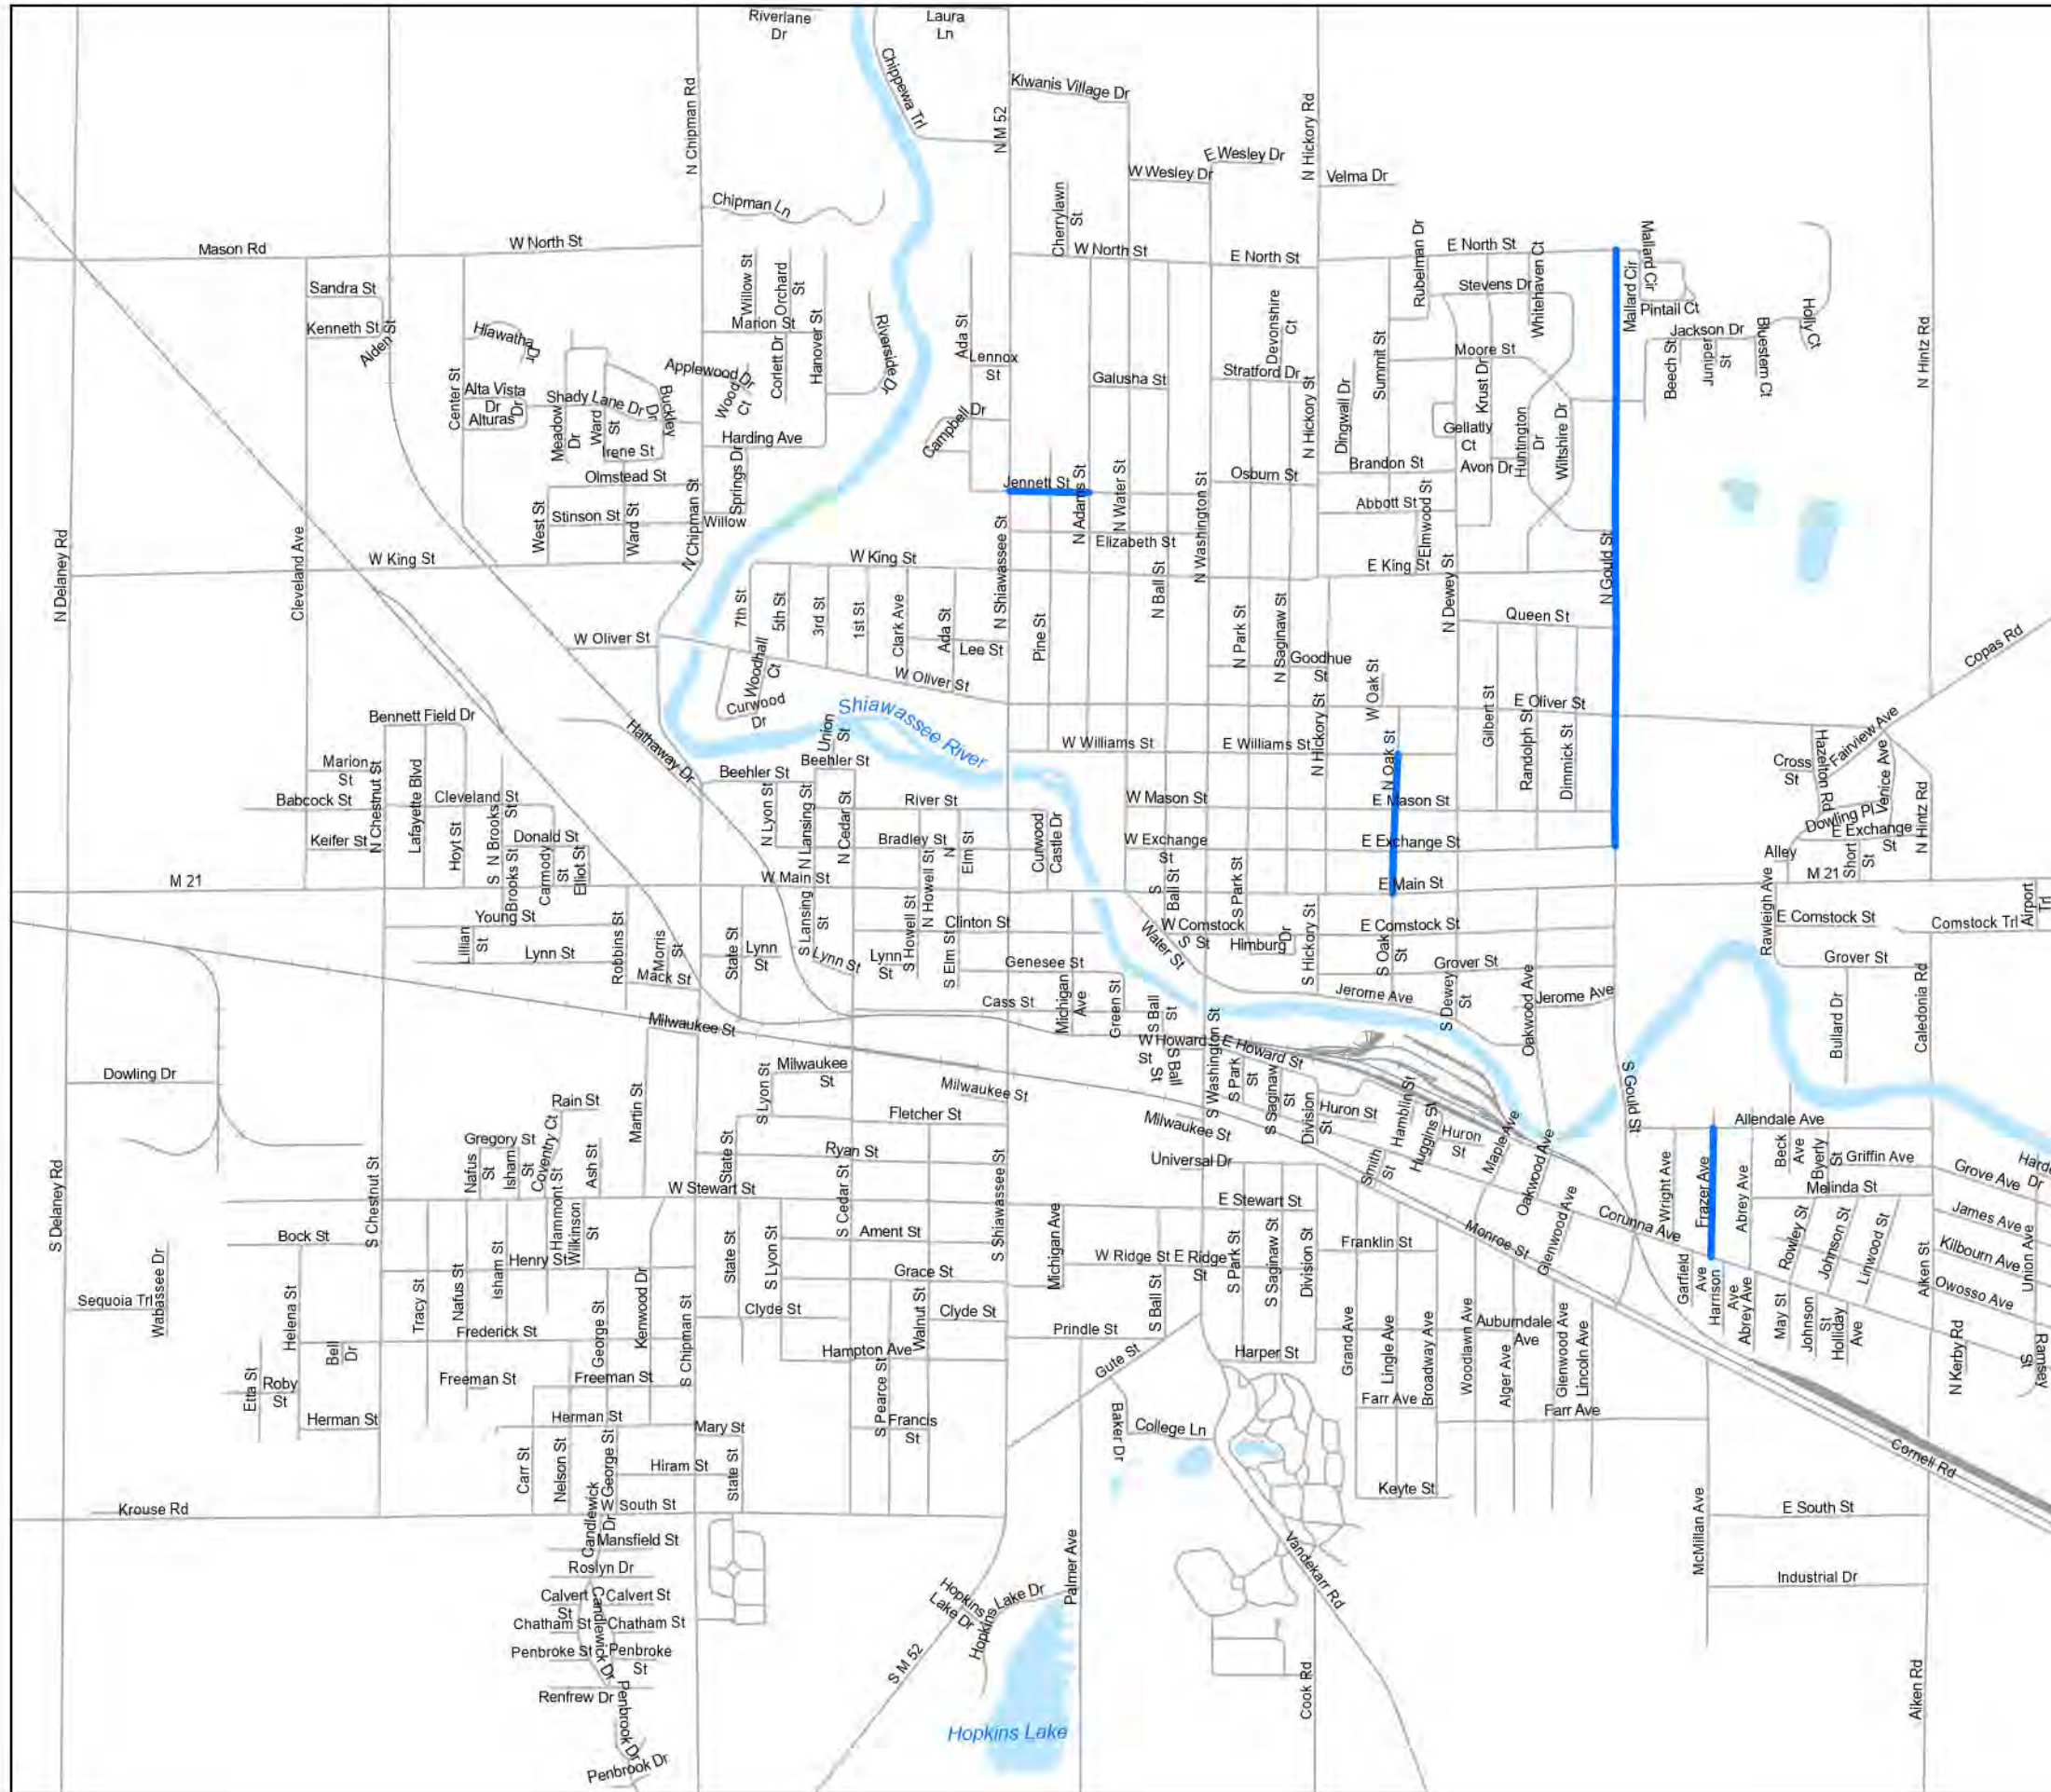 Riverlane
Dr
Laura
Ln
Chippewa Trl
Kiwanis Village Dr
N Chipman Rd
N M 52
N Hickory Rd
E Wesley Dr
W Wesley Dr
Velma Dr
Chipman Ln
Cherrylawn
St
Mason Rd
W North St
W North St
E North St
E North St
Rubelman Dr
Whitehaven Ct
Mallard Cir
Mallard Cir
Pintail Ct
Stevens Dr
Sandra St
Kenneth St
Alden St
Hiawatha
Dr
Willow St
Orchard
St
Marion St
Hanover St
Riverside Dr
Ada St
Lennox
St
Devonshire
Ct
Summit St
Moore St
Jackson Dr
Beech St
Juniper
St
Bluestem Ct
Holly Ct
N Hintz Rd
Center St
Alta Vista
Dr
Alturas
Dr
Shady Lane Dr
Buckley
Dr
Meadow
Dr
Ward
St
Irene St
Applewood Dr
Wood
Ct
Corlett Dr
Harding Ave
Campbell Dr
Galusha St
Stratford Dr
N Hickory St
Dingwall Dr
Krust Dr
Gellatly
Ct
Huntington
Dr
Wiltshire Dr
Brandon St
Avon Dr
Osburn St
Olmstead St
Springs Dr
Willow
Jennett St
N Adams St
N Water St
N Washington St
Abbott St
Elmwood St
West St
Stinson St
Ward St
N Chipman St
N Shiawassee St
Elizabeth St
N Delaney Rd
Cleveland Ave
W King St
W King St
E King St
N Gould St
7th St
5th St
3rd St
1st St
Clark Ave
Ada St
Lee St
Pine St
N Ball St
N Park St
N Saginaw St
Goodhue
St
N Dewey St
Queen St
W Oliver St
Woodhall
Ct
W Oliver St
Curwood
Dr
W Oak St
Gilbert St
Randolph St
E Oliver St
Dimmick St
Copas Rd
Shiawassee River
Bennett Field Dr
Hathaway Dr
Union
St
W Williams St
E Williams St
N Hickory St
N Oak St
Hazelton Rd
Fairview Ave
Venice Ave
Cross
St
Marion
St
Babcock St
N Chestnut St
Lafayette Blvd
Hoyt St
Cleveland St
N Brooks
St
Beehler St
Beehler St
N Lyon St
N Lansing St
N Cedar St
River St
W Mason St
E Mason St
Dowling Pl
N Hintz Rd
Keifer St
Donald St
S
Brooks St
Carmody
St
Elliot St
Bradley St
N
Elm St
Curwood
Castle Dr
W Exchange
St
E Exchange St
E Exchange
St
Alley
Short
St
M 21
M 21
W Main St
E Main St
N Howell St
S
Ball St
S Park St
Rawleigh Ave
Airport
Trl
Young St
Lillian
St
Lynn St
Robbins St
Morris
St
Mack St
State St
Lynn
St
S Lansing
St
S Lynn St
Lynn
St
S Howell St
Clinton St
S Elm St
Genesee St
S
Water St
W Comstock
St
Himburg
Dr
S Hickory St
E Comstock St
S Oak
St
Grover St
E Comstock St
Comstock Trl
Grover St
Cass St
Michigan
Ave
Green St
S Ball
St
Jerome Ave
S Dewey
St
Oakwood Ave
Jerome Ave
Bullard Dr
Caledonia Rd
Milwaukee St
W Howard
St
S Ball
St
S Washington St
E Howard St
Dowling Dr
Martin St
S Lyon St
Milwaukee
St
Milwaukee St
S Park
St
S Saginaw
St
Division
St
Huron St
Hamblin St
Huggins St
Huron
St
Maple Ave
Oakwood Ave
S Gould St
Rain St
Fletcher St
Milwaukee St
Allendale Ave
Gregory St
Nafus
St
Isham
St
Coventry Ct
Hammont St
Ash St
State St
Ryan St
Universal Dr
Smith
St
Wright Ave
Frazer Ave
Abrey Ave
Beck
Ave
Byerly
St
Griffin Ave
Grove Ave
Dr
S Delaney Rd
S Chestnut St
Wilkinson
St
W Stewart St
S Cedar St
S Shiawassee St
E Stewart St
Glenwood Ave
Corunna Ave
Melinda St
Rowley St
Johnson St
Linwood St
James Ave
Kilbourn Ave
Union Ave
Owosso Ave
Bock St
Wabassee Dr
Henry St
State St
S Lyon St
Ament St
Michigan Ave
W Ridge St
E Ridge
St
S Park St
S Saginaw St
Division St
Franklin St
Monroe St
Garfield
Ave
Harrison
Ave
Abrey Ave
May St
Johnson
St
Holliday
Ave
Aiken St
Sequoia Trl
Helena St
Tracy St
Nafus St
Isham St
George St
Kenwood Dr
S Chipman St
Grace St
Walnut St
Clyde St
Clyde St
S Ball St
Prindle St
Frederick St
Bell
Dr
Hampton Ave
Gute St
Harper St
Grand Ave
Lingle Ave
Broadway Ave
Woodlawn Ave
Auburndale
Ave
Alger Ave
Glenwood Ave
Lincoln Ave
N Kerby Rd
Ramsey
St
Etta St
Roby
St
Freeman St
Freeman St
S Pearce St
Farr Ave
Farr Ave
Herman St
Herman St
Mary St
Francis
St
Baker Dr
College Ln
Carr St
Nelson St
George St
Hiram St
State St
Cornell Rd
Krouse Rd
W South St
Keyte St
McMillan Ave
E South St
Candlewick
Dr
Mansfield St
Roslyn Dr
Palmer Ave
Vandekarr Rd
Industrial Dr
Calvert
St
Calvert St
Candlewick Dr
Chatham St
Chatham St
Hopkins
Lake Dr
Hopkins Lake Dr
Penbroke St
Penbroke
St
S M 52
Cook Rd
Aiken Rd
Renfrew Dr
Penbrook Dr
Hopkins Lake
Penbrook Dr